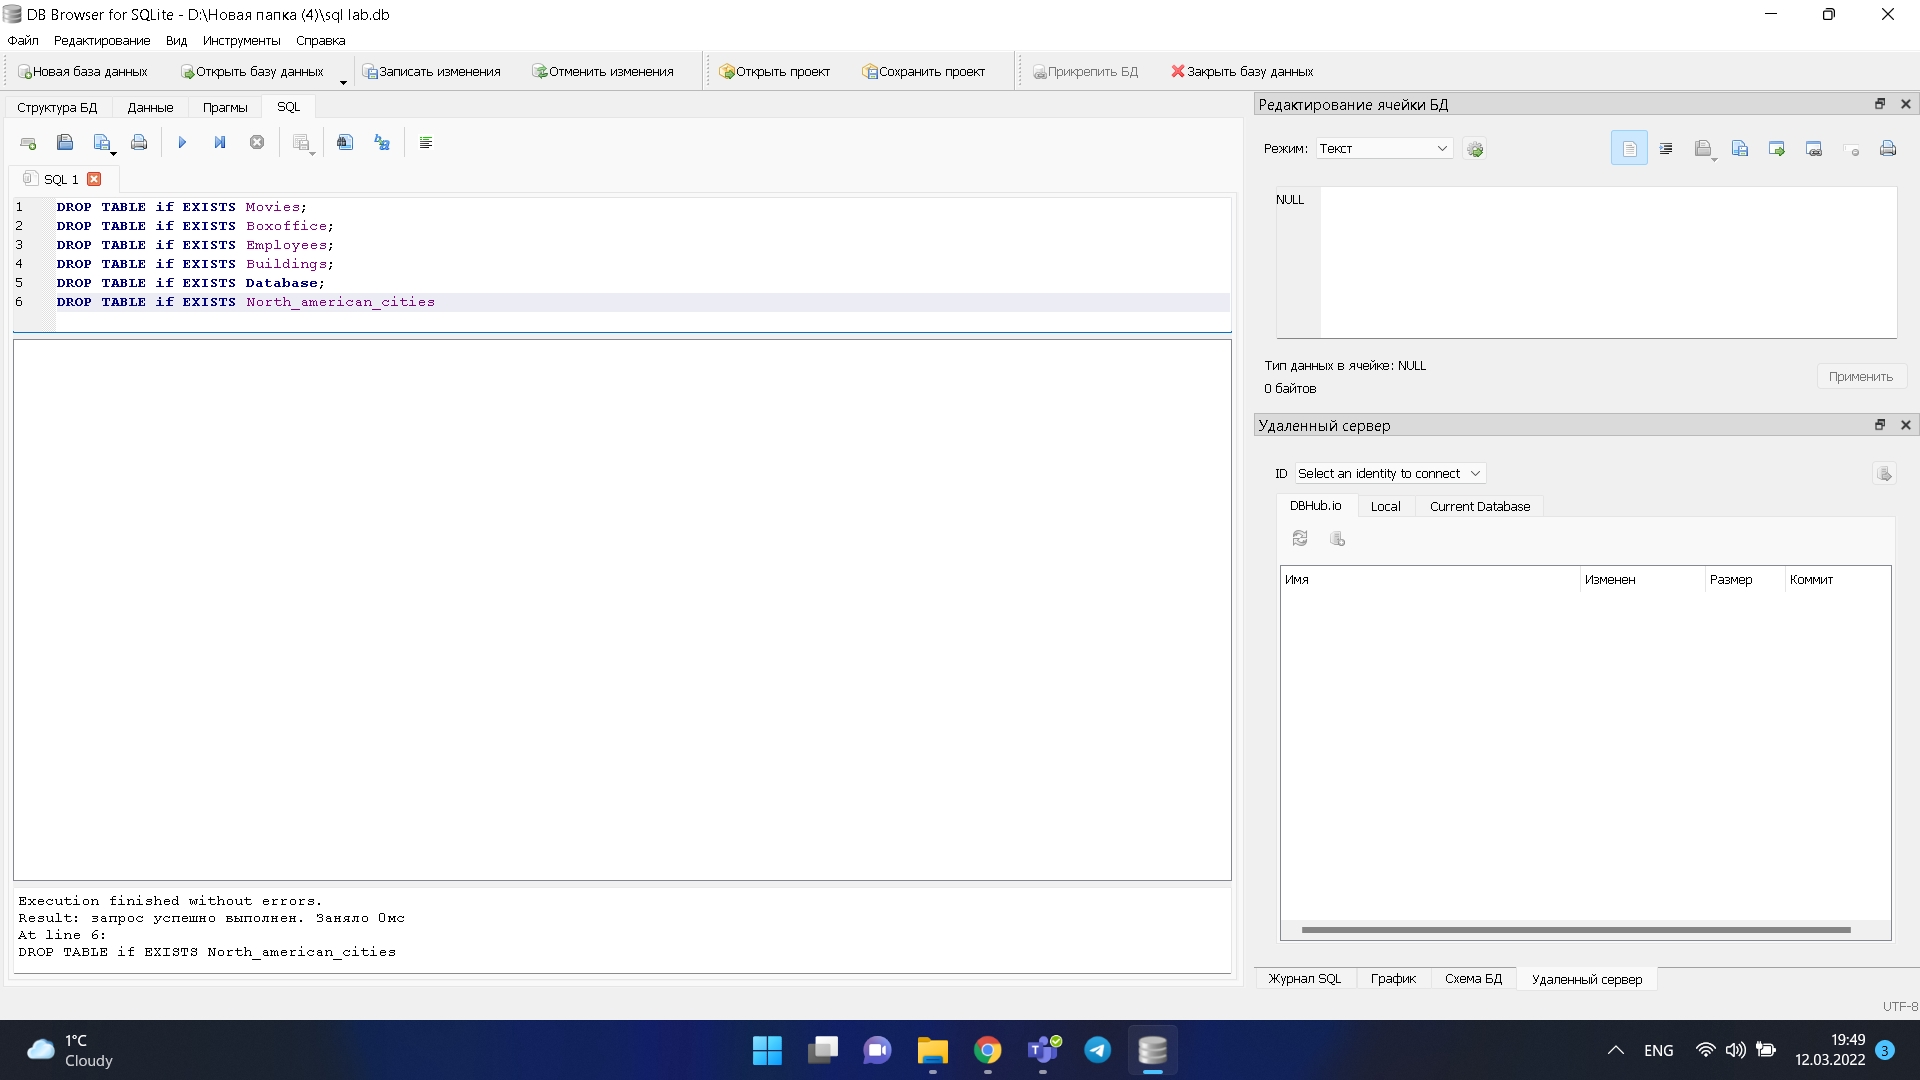 DB Browser for SQLite - D:\Новая папка (4)\sql lab.db
Файл Редактирование Вид Инструменты Справка
Новая база данных Открыть базу данных Записать изменения Отменить изменения Открыть проект Сохранить проект Прикрепить БД Закрыть базу данных
Структура БД Данные Прагмы SQL
SQL 1
1 DROP TABLE if EXISTS Movies;
2 DROP TABLE if EXISTS Boxoffice;
3 DROP TABLE if EXISTS Employees;
4 DROP TABLE if EXISTS Buildings;
5 DROP TABLE if EXISTS Database;
6 DROP TABLE if EXISTS North_american_cities
Execution finished without errors.
Result: запрос успешно выполнен. Заняло 0мс
At line 6:
DROP TABLE if EXISTS North_american_cities
Редактирование ячейки БД
Режим: Текст
NULL
Тип данных в ячейке: NULL
0 байтов
Применить
Удаленный сервер
ID Select an identity to connect
DBHub.io Local Current Database
Имя Изменен Размер Коммит
Журнал SQL График Схема БД Удаленный сервер
UTF-8
1°C
Cloudy
ENG
19:49
12.03.2022
3